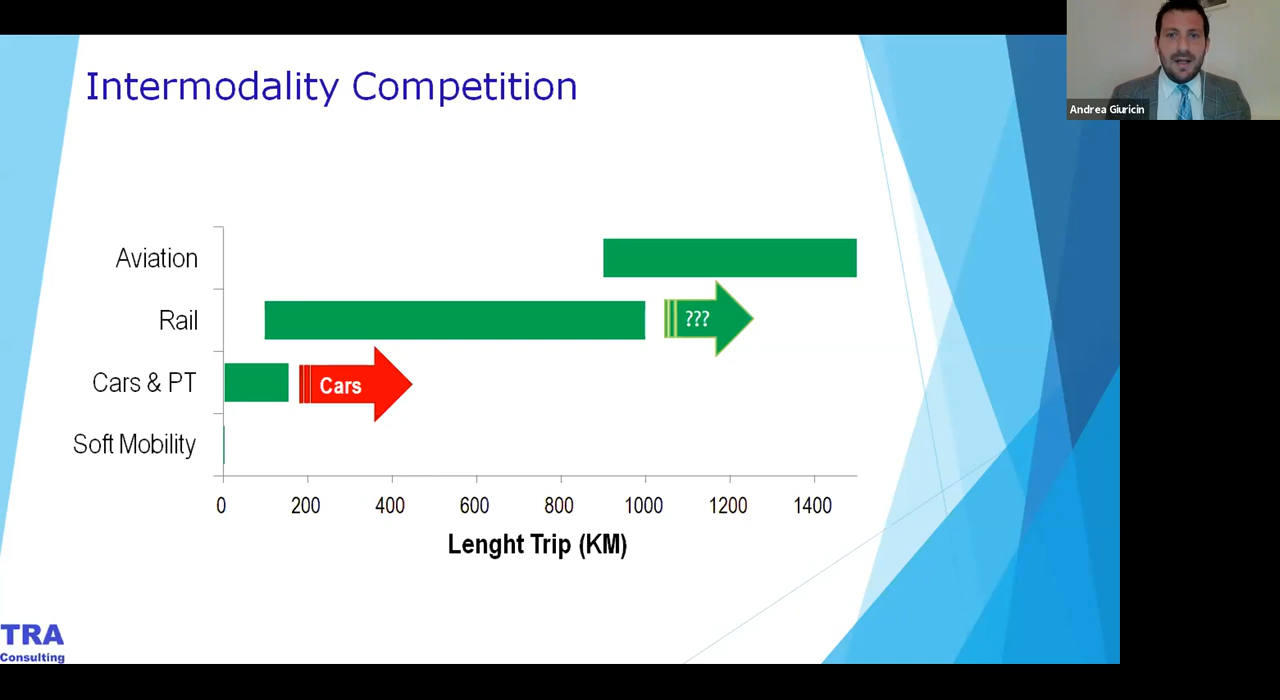 Intermodality Competition
Andrea Giuricin
Aviation
Rail
???
Cars & PT
Cars
Soft Mobility
0 200 400 600 800 1000 1200 1400
Lenght Trip (KM)
TRA
Consulting